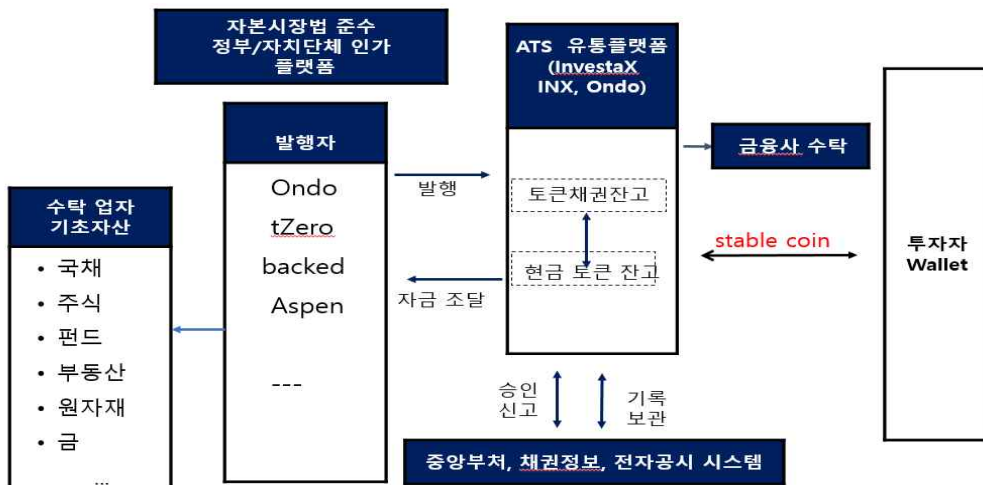 자본시장법 준수
정부/자치단체 인가
플랫폼
ATS 유통플랫폼
(InvestaX
INX, Ondo)
발행자
Ondo
tZero
backed
Aspen
---
수탁 업자
기초자산
• 국채
• 주식
• 펀드
• 부동산
• 원자재
• 금
...
발행
자금 조달
토큰채권잔고
현금 토큰 잔고
금융사 수탁
stable coin
투자자
Wallet
승인
신고
기록
보관
중앙부처, 채권정보, 전자공시 시스템